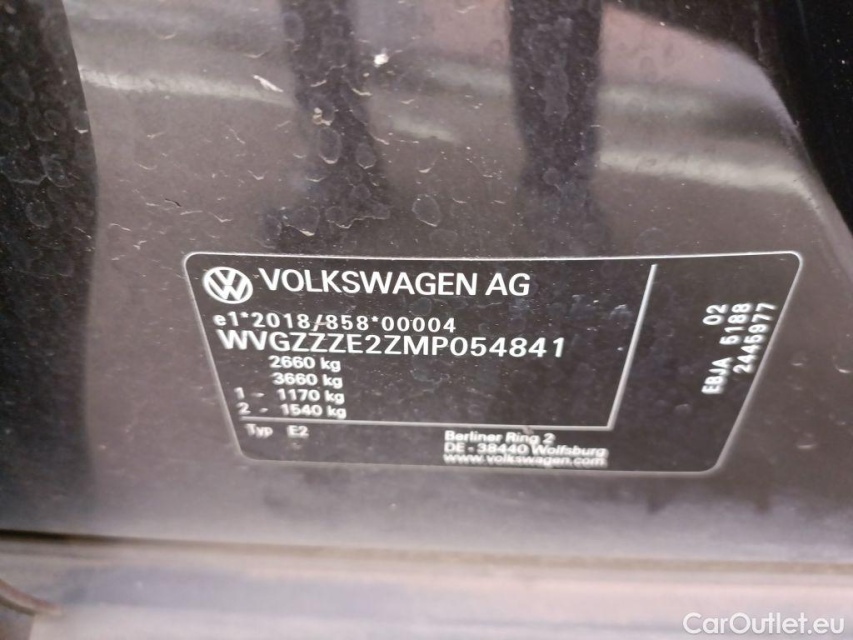 VOLKSWAGEN AG
e1*2018/858*00004
WVGZZZE2ZMP054841
2660 kg
3660 kg
1 - 1170 kg
2 - 1540 kg
Typ E2
Berliner Ring 2
DE - 38440 Wolfsburg
www.volkswagen.com
02
EBJA 5188
2445977
CarOutlet.eu